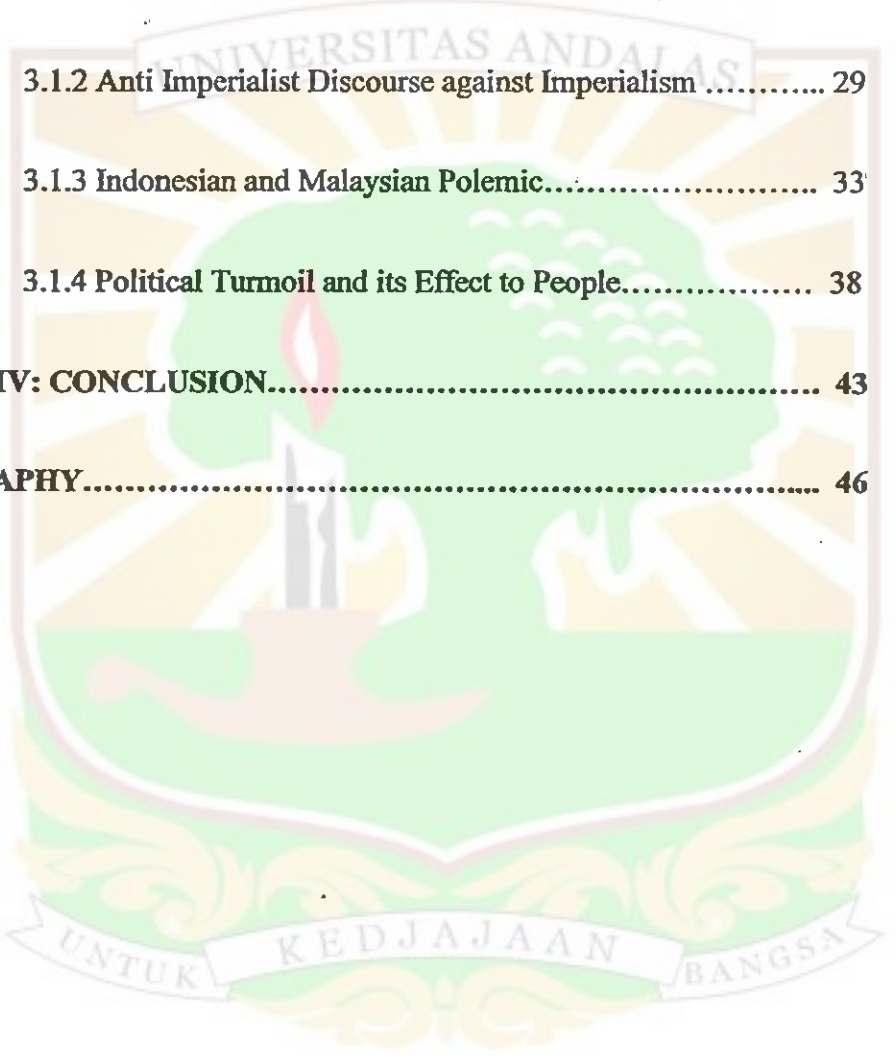 UNIVERSITAS ANDALAS
3.1.2 Anti Imperialist Discourse against Imperialism ............ 29
3.1.3 Indonesian and Malaysian Polemic........................... 33
3.1.4 Political Turmoil and its Effect to People.................. 38
IV: CONCLUSION........................................................ 43
APHY........................................................................... 46
UNTUK KEDJAJAAN BANGSA